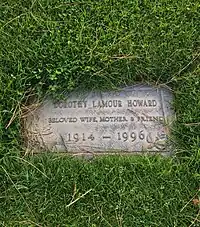 DOROTHY LAMOUR HOWARD
BELOVED WIFE, MOTHER, & FRIEND
1914 – 1996